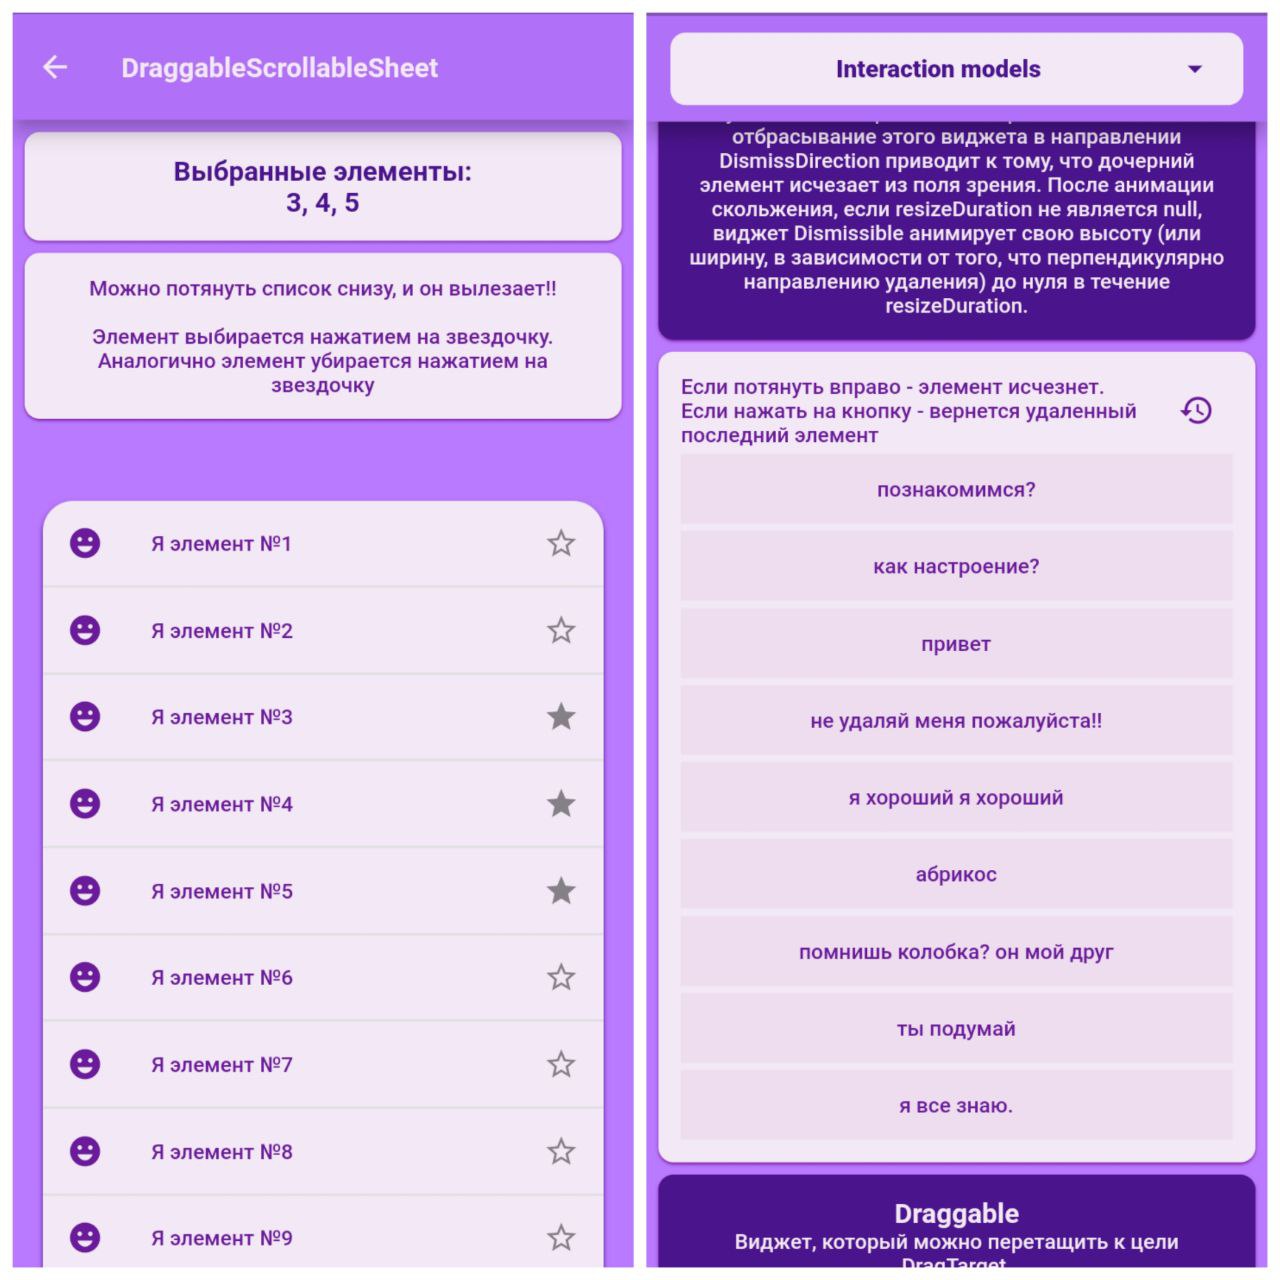 DraggableScrollableSheet
Выбранные элементы:
3, 4, 5
Можно потянуть список снизу, и он вылезает!!
Элемент выбирается нажатием на звездочку.
Аналогично элемент убирается нажатием на
звездочку
Я элемент №1
Я элемент №2
Я элемент №3
Я элемент №4
Я элемент №5
Я элемент №6
Я элемент №7
Я элемент №8
Я элемент №9
Interaction models
отбрасывание этого виджета в направлении
DismissDirection приводит к тому, что дочерний
элемент исчезает из поля зрения. После анимации
скольжения, если resizeDuration не является null,
виджет Dismissible анимирует свою высоту (или
ширину, в зависимости от того, что перпендикулярно
направлению удаления) до нуля в течение
resizeDuration.
Если потянуть вправо - элемент исчезнет.
Если нажать на кнопку - вернется удаленный
последний элемент
познакомимся?
как настроение?
привет
не удаляй меня пожалуйста!!
я хороший я хороший
абрикос
помнишь колобка? он мой друг
ты подумай
я все знаю.
Draggable
Виджет, который можно перетащить к цели
DragTarget